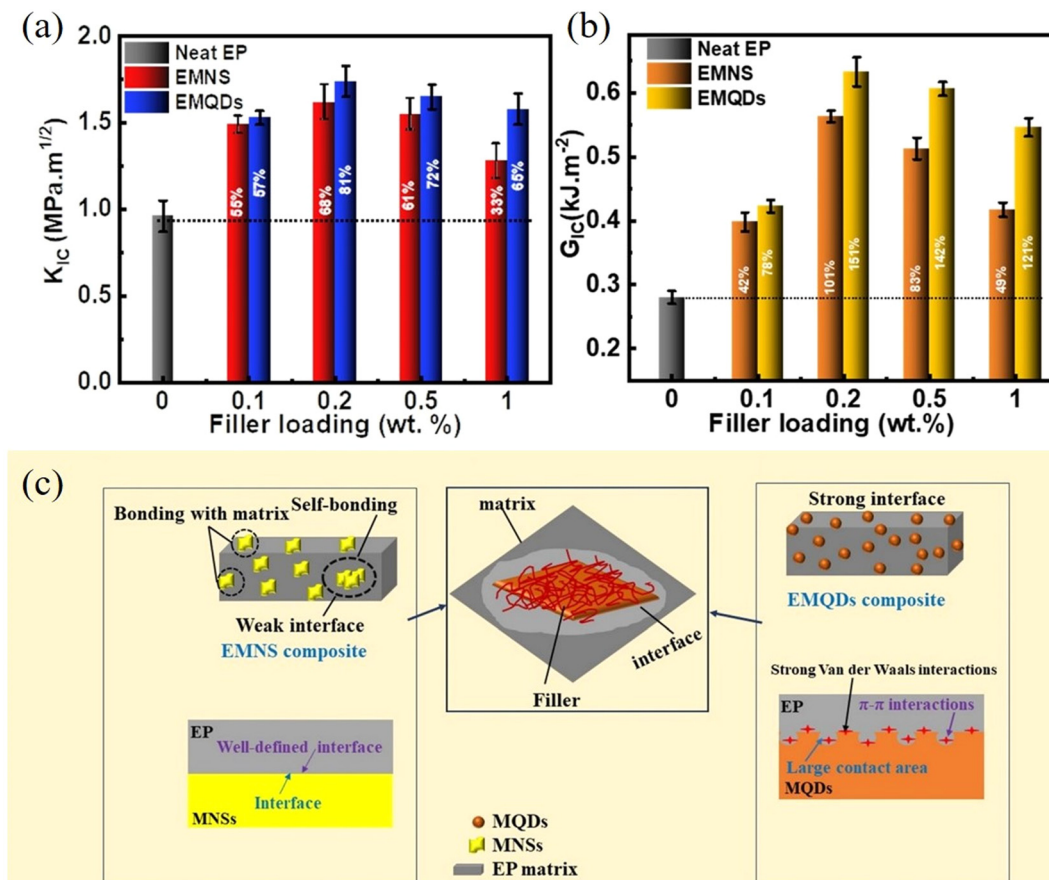 (a)
2.0
1.5
1.0
0.5
0.0
K_IC (MPa.m^1/2)
Neat EP
EMNS
EMQDs
55%
57%
68%
81%
61%
72%
33%
65%
0 0.1 0.2 0.5 1
Filler loading (wt. %)
(b)
0.6
0.5
0.4
0.3
0.2
G_IC (kJ.m^-2)
Neat EP
EMNS
EMQDs
42%
78%
101%
151%
83%
142%
49%
121%
0 0.1 0.2 0.5 1
Filler loading (wt.%)
(c)
Self-bonding
Bonding with matrix
Weak interface
EMNS composite
EP
Well-defined interface
Interface
MNSs
matrix
interface
Filler
Strong interface
EMQDs composite
Strong Van der Waals interactions
EP
π-π interactions
Large contact area
MQDs
MQDs
MNSs
EP matrix